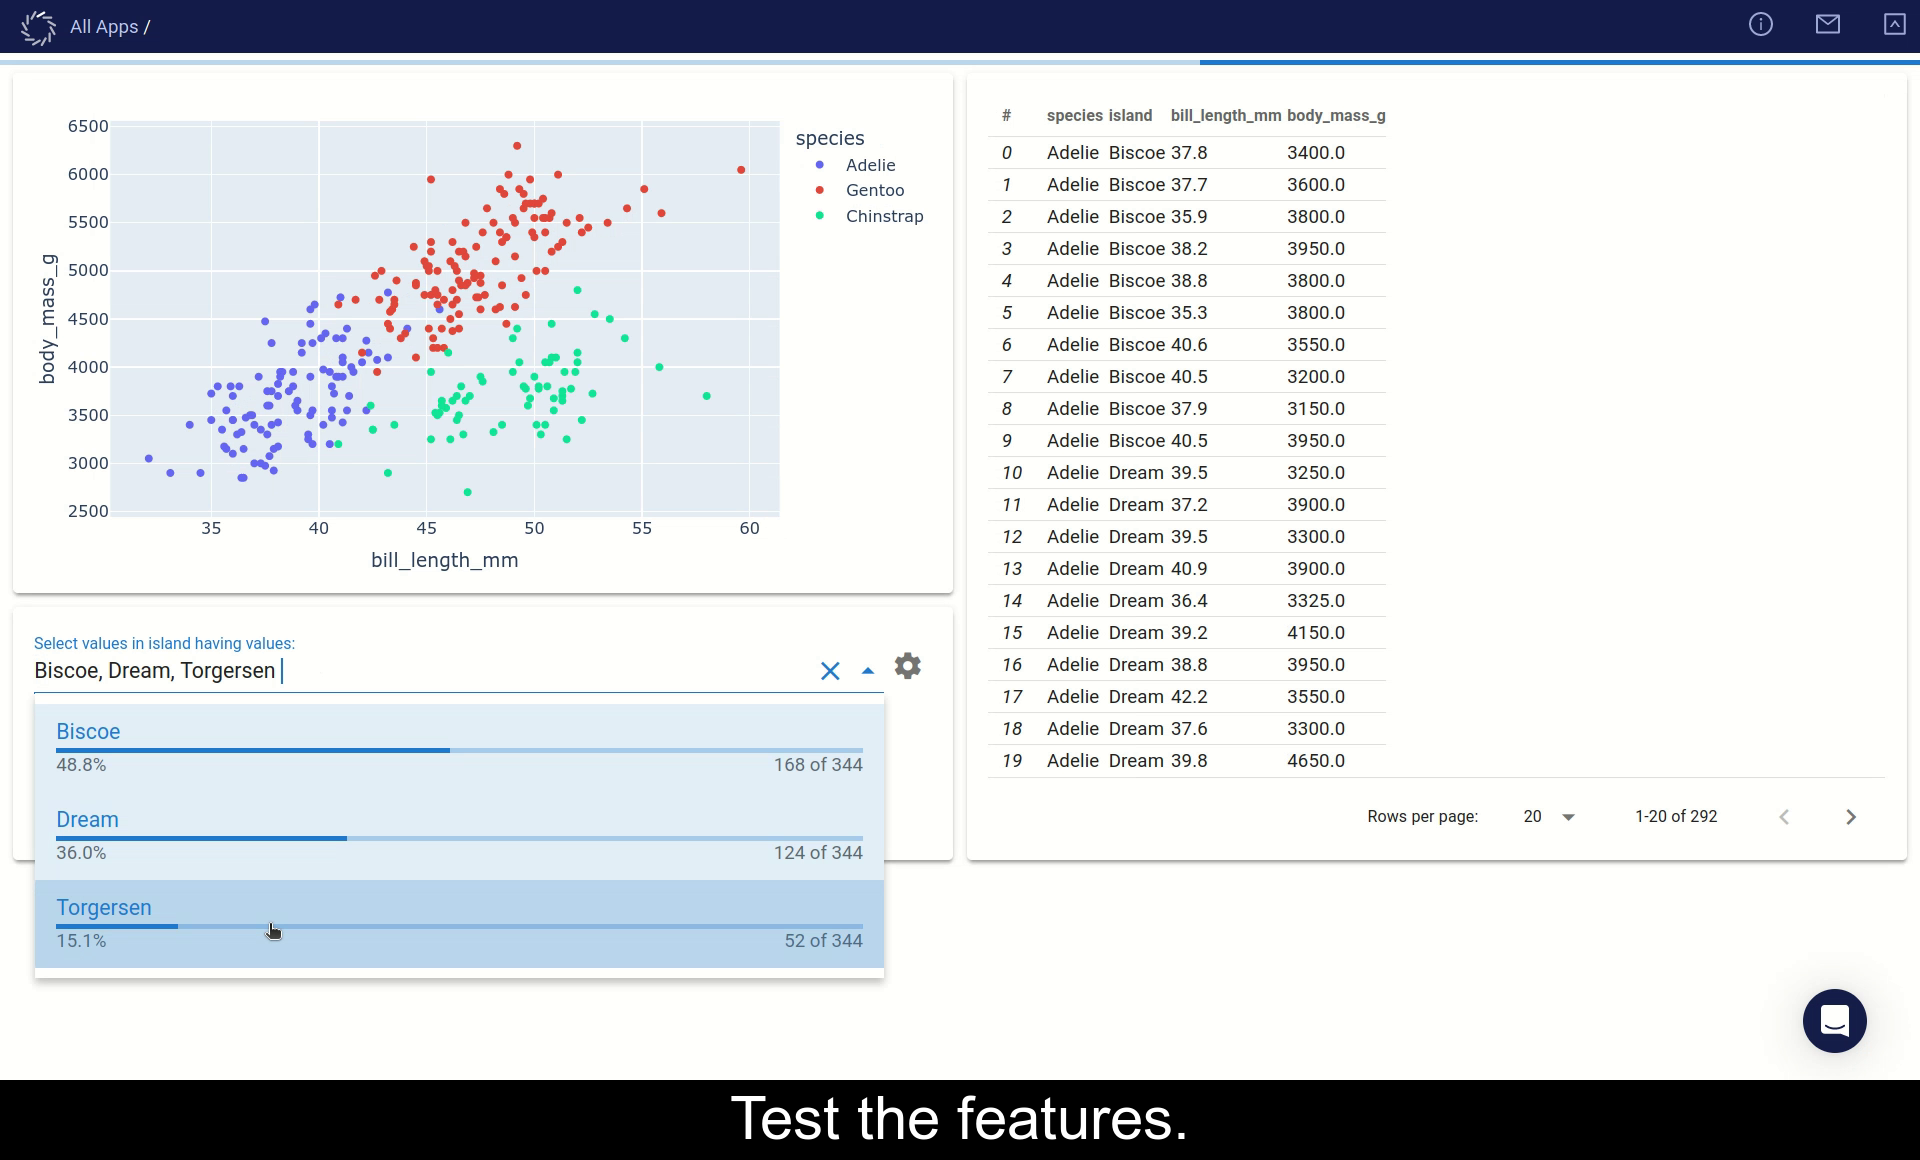 All Apps /
6500
6000
5500
5000
4500
4000
3500
3000
2500
body_mass_g
35 40 45 50 55 60
bill_length_mm
species
Adelie
Gentoo
Chinstrap
Select values in island having values:
Biscoe, Dream, Torgersen
Biscoe
48.8% 168 of 344
Dream
36.0% 124 of 344
Torgersen
15.1% 52 of 344
# species island bill_length_mm body_mass_g
0 Adelie Biscoe 37.8 3400.0
1 Adelie Biscoe 37.7 3600.0
2 Adelie Biscoe 35.9 3800.0
3 Adelie Biscoe 38.2 3950.0
4 Adelie Biscoe 38.8 3800.0
5 Adelie Biscoe 35.3 3800.0
6 Adelie Biscoe 40.6 3550.0
7 Adelie Biscoe 40.5 3200.0
8 Adelie Biscoe 37.9 3150.0
9 Adelie Biscoe 40.5 3950.0
10 Adelie Dream 39.5 3250.0
11 Adelie Dream 37.2 3900.0
12 Adelie Dream 39.5 3300.0
13 Adelie Dream 40.9 3900.0
14 Adelie Dream 36.4 3325.0
15 Adelie Dream 39.2 4150.0
16 Adelie Dream 38.8 3950.0
17 Adelie Dream 42.2 3550.0
18 Adelie Dream 37.6 3300.0
19 Adelie Dream 39.8 4650.0
Rows per page: 20 1-20 of 292
Test the features.